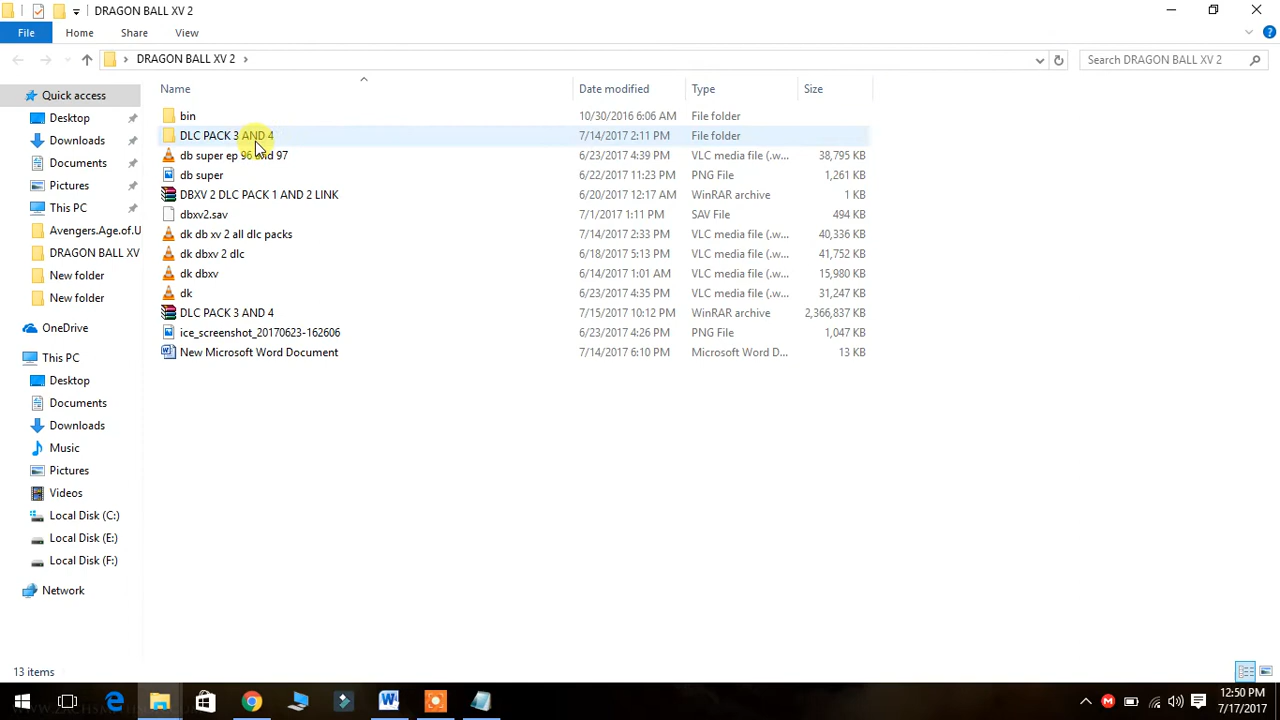 DRAGON BALL XV 2
File Home Share View
DRAGON BALL XV 2
Search DRAGON BALL XV 2
Name Date modified Type Size
bin 10/30/2016 6:06 AM File folder
DLC PACK 3 AND 4 7/14/2017 2:11 PM File folder
db super ep 96 and 97 6/23/2017 4:39 PM VLC media file (.w... 38,795 KB
db super 6/22/2017 11:23 PM PNG File 1,261 KB
DBXV 2 DLC PACK 1 AND 2 LINK 6/20/2017 12:17 AM WinRAR archive 1 KB
dbxv2.sav 7/1/2017 1:11 PM SAV File 494 KB
dk db xv 2 all dlc packs 7/14/2017 2:33 PM VLC media file (.w... 40,336 KB
dk dbxv 2 dlc 6/18/2017 5:13 PM VLC media file (.w... 41,752 KB
dk dbxv 6/14/2017 1:01 AM VLC media file (.w... 15,980 KB
dk 6/23/2017 4:35 PM VLC media file (.w... 31,247 KB
DLC PACK 3 AND 4 7/15/2017 10:12 PM WinRAR archive 2,366,837 KB
ice_screenshot_20170623-162606 6/23/2017 4:26 PM PNG File 1,047 KB
New Microsoft Word Document 7/14/2017 6:10 PM Microsoft Word D... 13 KB
Quick access
Desktop
Downloads
Documents
Pictures
This PC
Avengers.Age.of.U
DRAGON BALL XV
New folder
New folder
OneDrive
This PC
Desktop
Documents
Downloads
Music
Pictures
Videos
Local Disk (C:)
Local Disk (E:)
Local Disk (F:)
Network
13 items
12:50 PM
7/17/2017